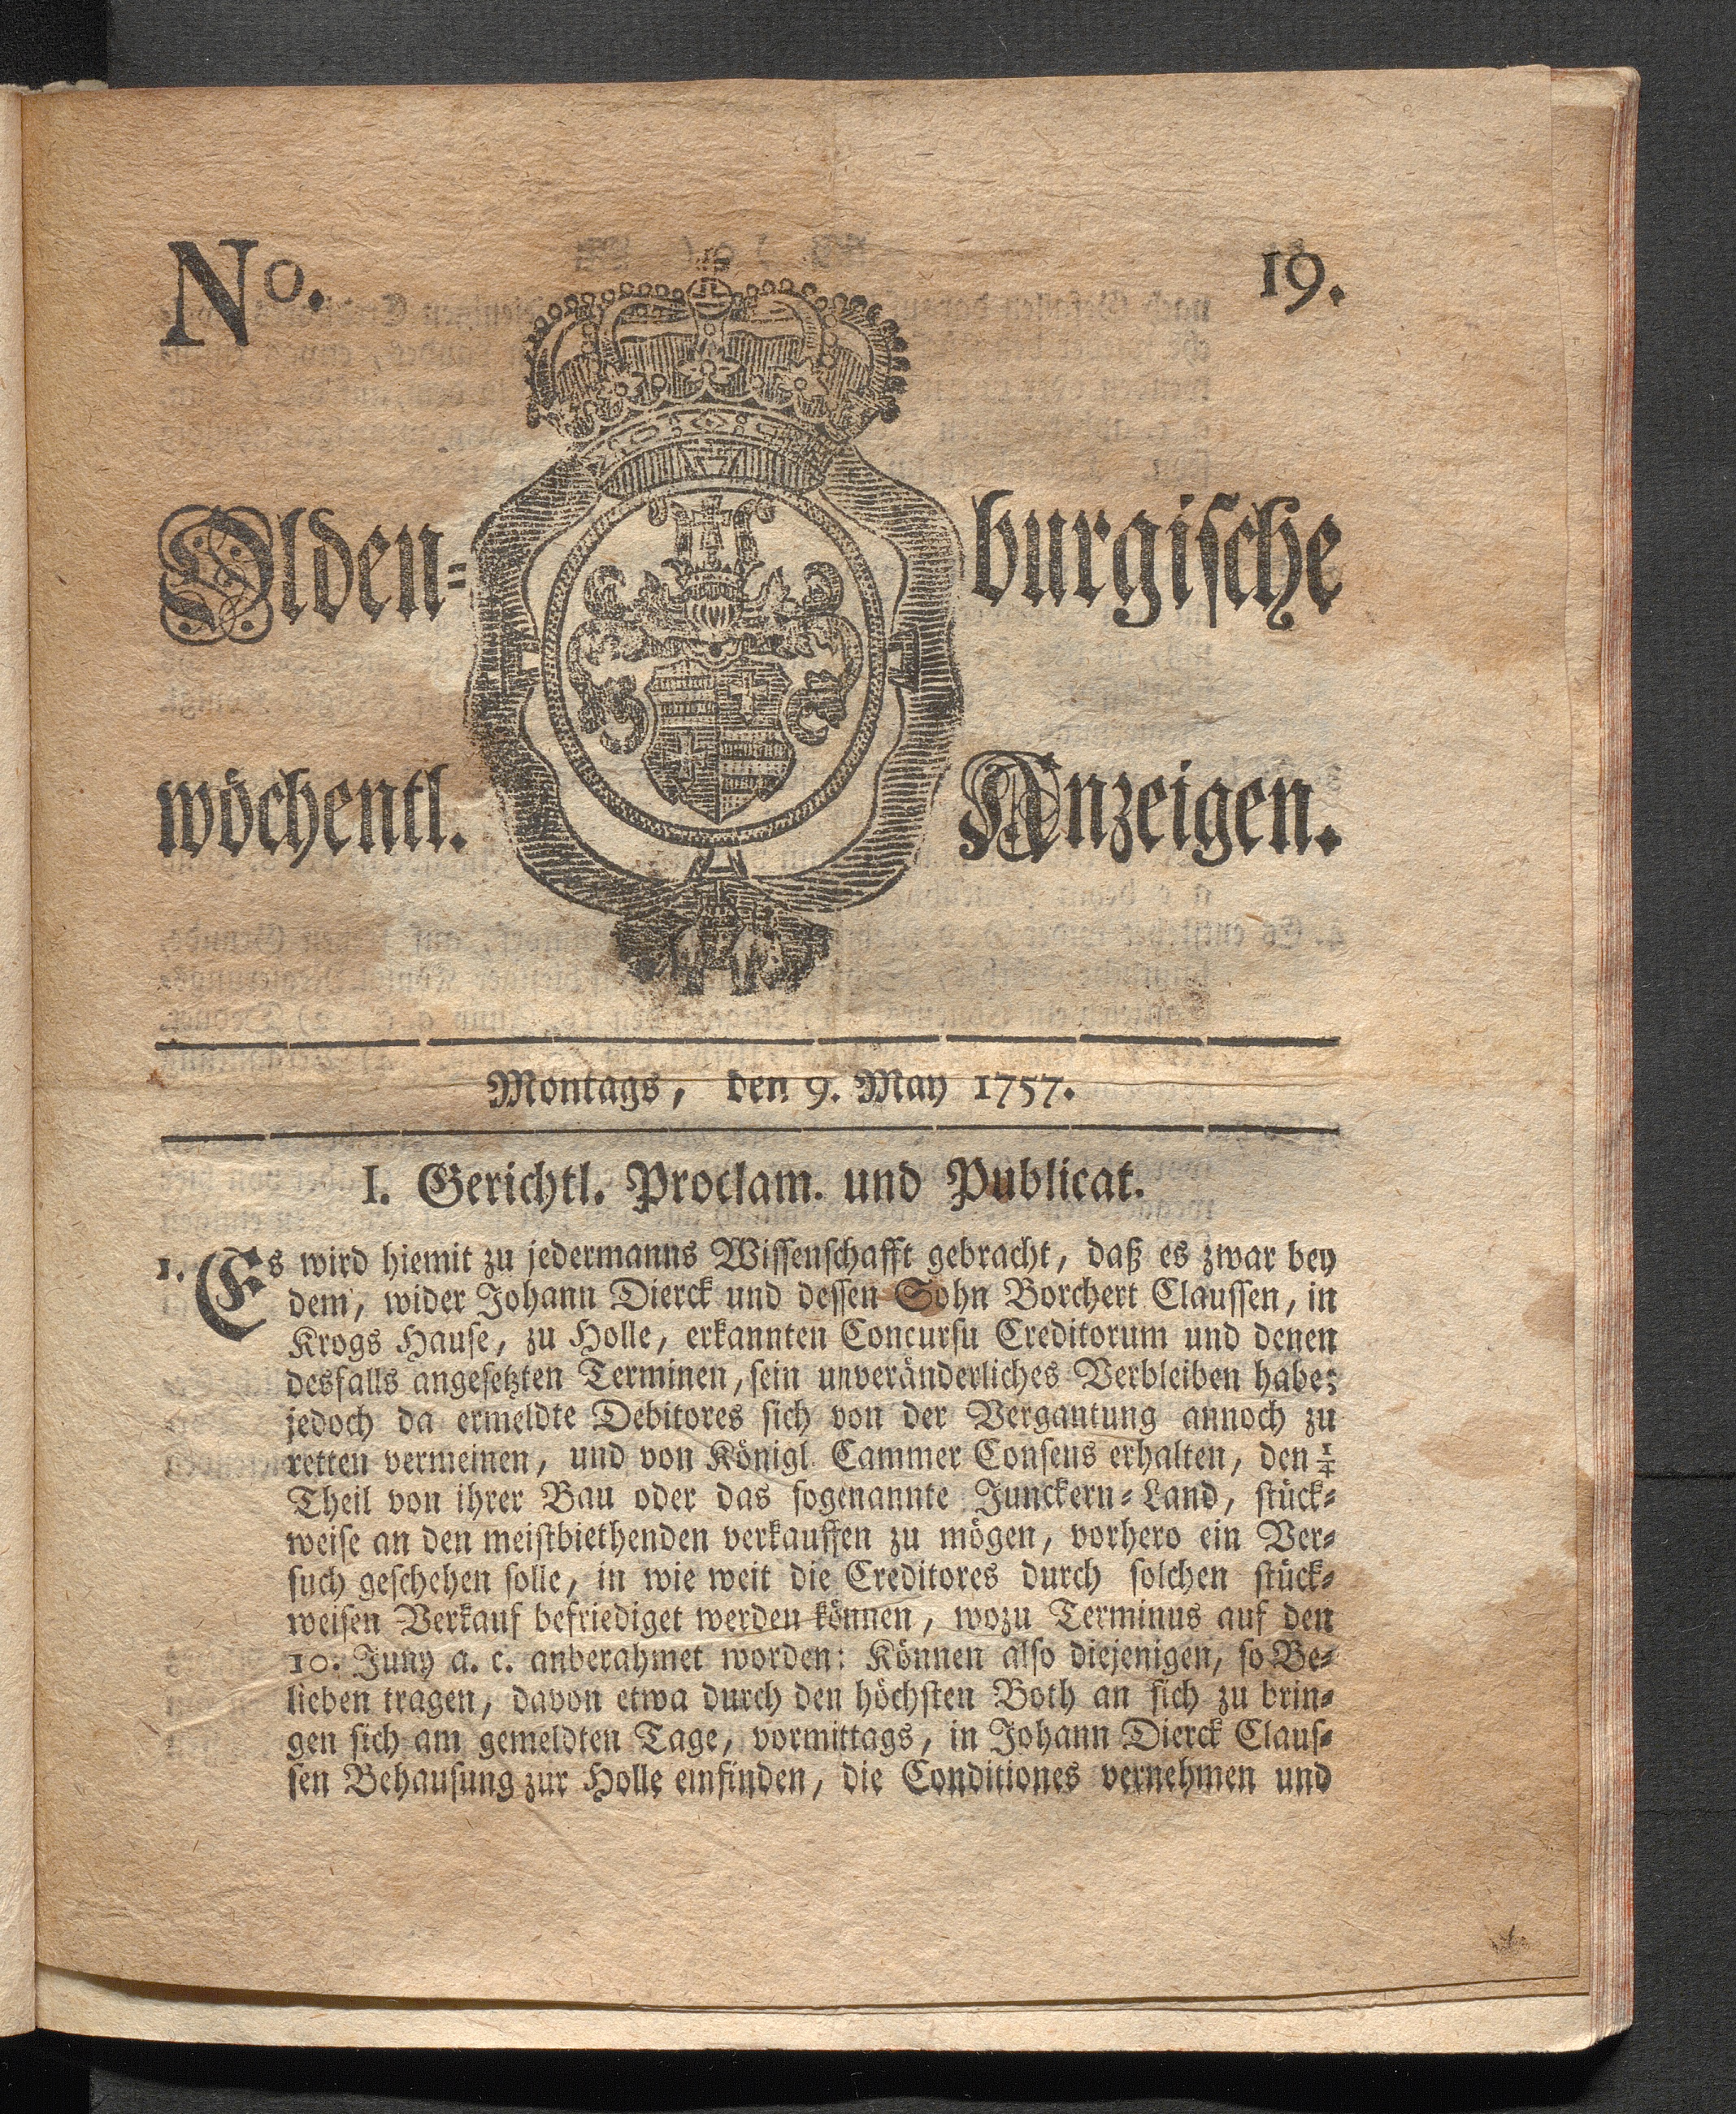 No. 19.
Olden= burgische
wöchentl. Anzeigen.
Montags, den 9. May 1757.
I. Gerichtl. Proclam. und Publicat.
1. Es wird hiemit zu jedermanns Wissenschafft gebracht, daß es zwar bey
dem, wider Johann Dierck und dessen Sohn Borchert Claussen, in
Krogs Hause, zu Holle, erkannten Concursu Creditorum und denen
desfalls angesetzten Terminen, sein unveränderliches Verbleiben habe;
jedoch da ermeldte Debitores sich von der Vergantung annoch zu
retten vermeinen, und von Königl. Cammer Consens erhalten, den 1/4
Theil von ihrer Bau oder das sogenannte Junckern=Land, stück=
weise an den meistbiethenden verkauffen zu mögen, vorhero ein Ver=
such geschehen solle, in wie weit die Creditores durch solchen stück=
weisen Verkauf befriediget werden können, wozu Terminus auf den
10. Juny a. c. anberahmet worden: Können also diejenigen, so Be=
lieben tragen, davon etwa durch den höchsten Both an sich zu brin=
gen sich am gemeldten Tage, vormittags, in Johann Dierck Claus=
sen Behausung zur Holle einfinden, die Conditiones vernehmen und